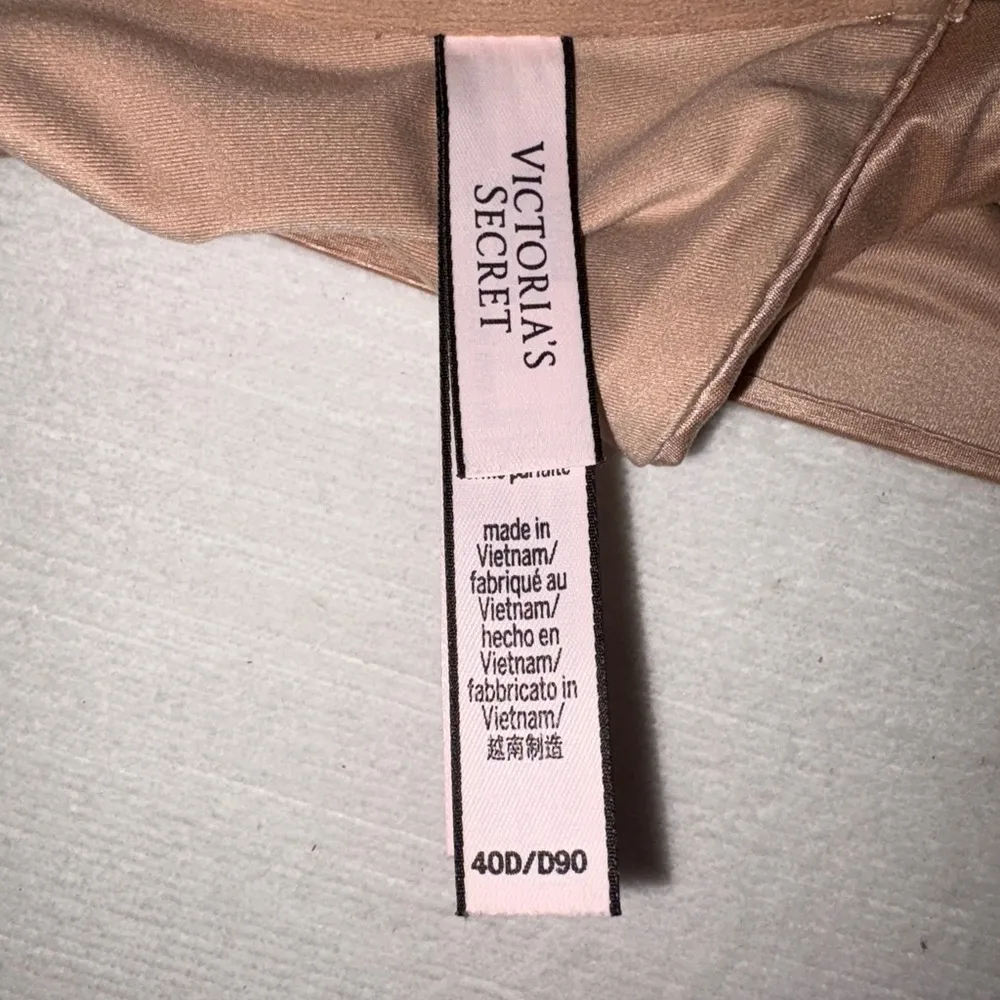 VICTORIA'S
SECRET
made in
Vietnam/
fabriqué au
Vietnam/
hecho en
Vietnam/
fabbricato in
Vietnam/
越南制造
40D/D90